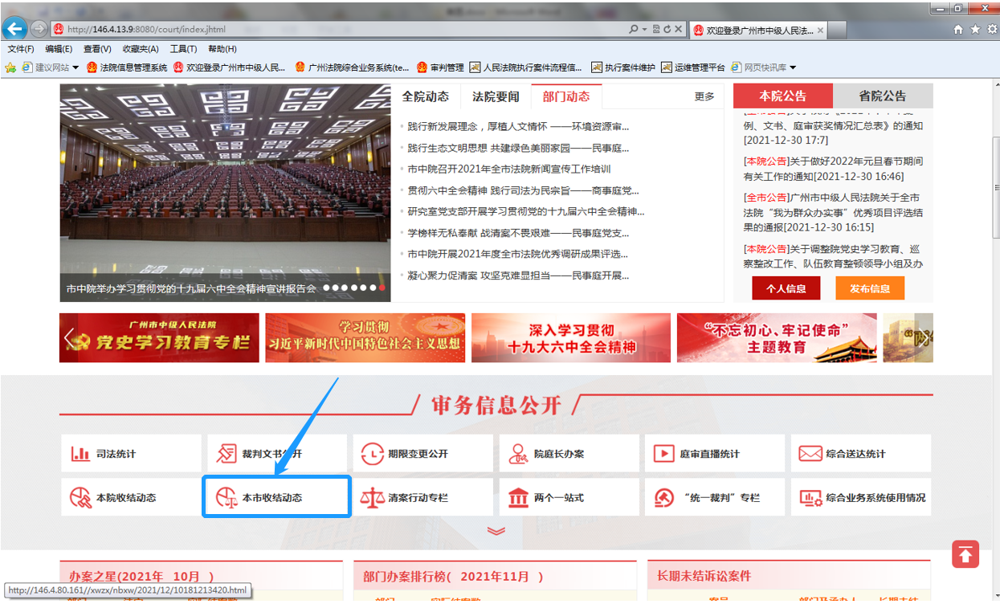 http://146.4.13.9:8080/court/index.jhtml
欢迎登录广州市中级人民法...
文件(F) 编辑(E) 查看(V) 收藏夹(A) 工具(T) 帮助(H)
建议网站 法院信息管理系统 欢迎登录广州市中级人民... 广州法院综合业务系统(te... 审判管理 人民法院执行案件流程信... 执行案件维护 运维管理平台 网页快讯库
全院动态 法院要闻 部门动态 更多
践行新发展理念，厚植人文情怀 ——环境资源审...
践行生态文明思想 共建绿色美丽家园——民事庭...
市中院召开2021年全市法院新闻宣传工作培训
贯彻六中全会精神 践行司法为民宗旨——商事庭党...
研究室党支部开展学习贯彻党的十九届六中全会精神...
学榜样无私奉献 战清案不畏艰难——民事庭党支...
市中院开展2021年度全市法院优秀调研成果评选...
凝心聚力促清案 攻坚克难显担当——民事庭开展...
市中院举办学习贯彻党的十九届六中全会精神宣讲报告会
本院公告 省院公告
例、文书、庭审获奖情况汇总表》的通知
[2021-12-30 17:7]
[本院公告]关于做好2022年元旦春节期间
有关工作的通知[2021-12-30 16:46]
[全市公告]广州市中级人民法院关于全市
法院“我为群众办实事”优秀项目评选结
果的通报[2021-12-30 16:15]
[本院公告]关于调整院党史学习教育、巡
察整改工作、队伍教育整顿领导小组及办
个人信息 发布信息
广州市中级人民法院
党史学习教育专栏
学习贯彻
习近平新时代中国特色社会主义思想
深入学习贯彻
十九大六中全会精神
“不忘初心、牢记使命”
主题教育
审务信息公开
司法统计 裁判文书公开 期限变更公开 院庭长办案 庭审直播统计 综合送达统计
本院收结动态 本市收结动态 清案行动专栏 两个一站式 “统一裁判”专栏 综合业务系统使用情况
办案之星(2021年 10月 ) 部门办案排行榜( 2021年11月 ) 长期未结诉讼案件
http://146.4.80.161//xwzx/nbxw/2021/12/10181213420.html